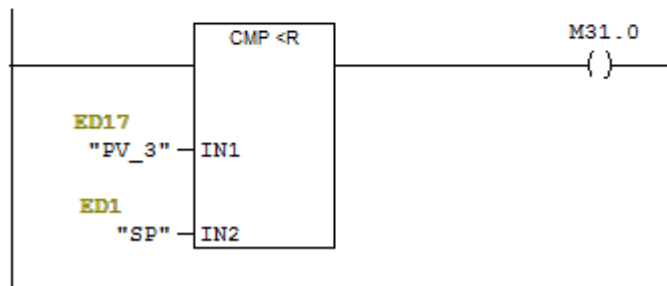 CMP <R
M31.0
ED17
"PV_3"
IN1
ED1
"SP"
IN2